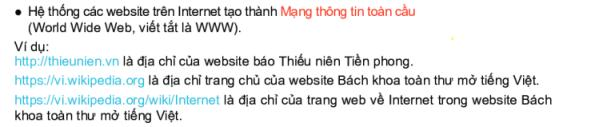 ● Hệ thống các website trên Internet tạo thành Mạng thông tin toàn cầu
(World Wide Web, viết tắt là WWW).
Ví dụ:
http://thieunien.vn là địa chỉ của website báo Thiếu niên Tiền phong.
https://vi.wikipedia.org là địa chỉ trang chủ của website Bách khoa toàn thư mở tiếng Việt.
https://vi.wikipedia.org/wiki/Internet là địa chỉ của trang web về Internet trong website Bách
khoa toàn thư mở tiếng Việt.